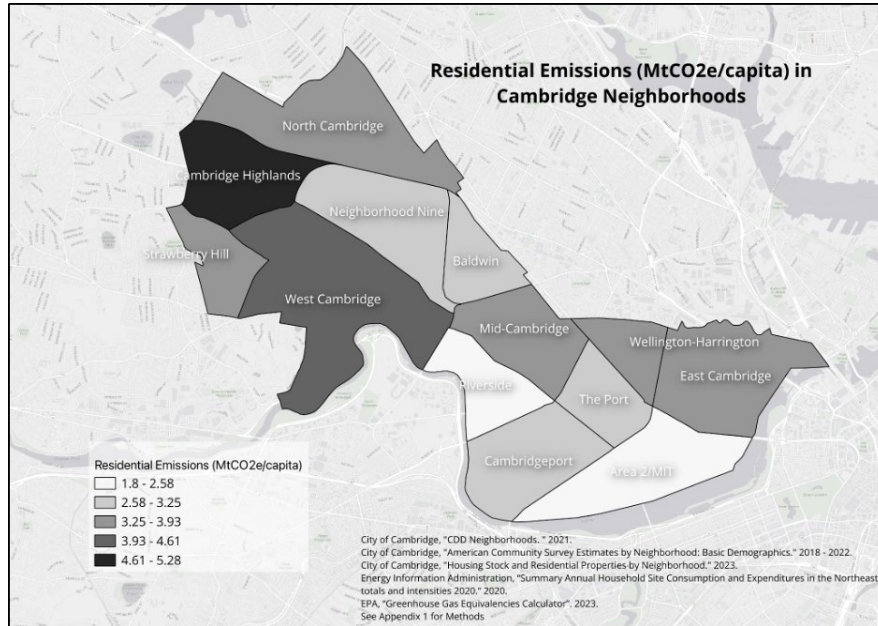 Residential Emissions (MtCO2e/capita) in
Cambridge Neighborhoods
North Cambridge
Cambridge Highlands
Neighborhood Nine
Strawberry Hill
Baldwin
West Cambridge
Mid-Cambridge
Wellington-Harrington
East Cambridge
Riverside
The Port
Cambridgeport
Area 2/MIT
Residential Emissions (MtCO2e/capita)
1.8 - 2.58
2.58 - 3.25
3.25 - 3.93
3.93 - 4.61
4.61 - 5.28
City of Cambridge, "CDD Neighborhoods. " 2021.
City of Cambridge, "American Community Survey Estimates by Neighborhood: Basic Demographics." 2018 - 2022.
City of Cambridge, "Housing Stock and Residential Properties by Neighborhood." 2023.
Energy Information Administration, "Summary Annual Household Site Consumption and Expenditures in the Northeast
totals and intensities 2020." 2020.
EPA, "Greenhouse Gas Equivalencies Calculator". 2023.
See Appendix 1 for Methods